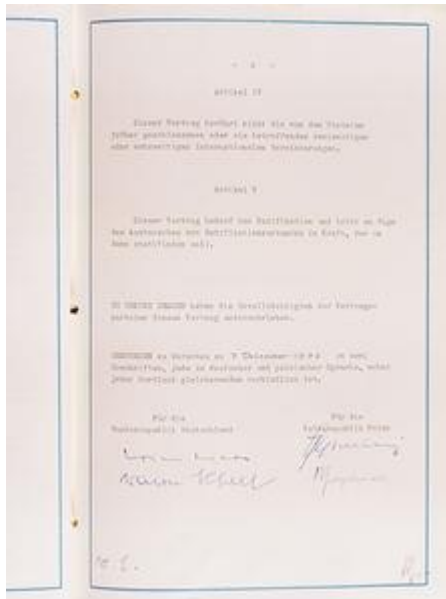 - 4 -
Artikel IV
Dieser Vertrag berührt nicht die von den Parteien
früher geschlossenen oder sie betreffenden zweiseitigen
oder mehrseitigen internationalen Vereinbarungen.
Artikel V
Dieser Vertrag bedarf der Ratifikation und tritt am Tage
des Austausches der Ratifikationsurkunden in Kraft, der in
Bonn stattfinden soll.
ZU URKUND DESSEN haben die Bevollmächtigten der Vertrags-
parteien diesen Vertrag unterschrieben.
GESCHEHEN zu Warschau am 7. Dezember 1970 in zwei
Urschriften, jede in deutscher und polnischer Sprache, wobei
jeder Wortlaut gleichermaßen verbindlich ist.
Für die
Bundesrepublik Deutschland
Für die
Volksrepublik Polen
Walter Scheel